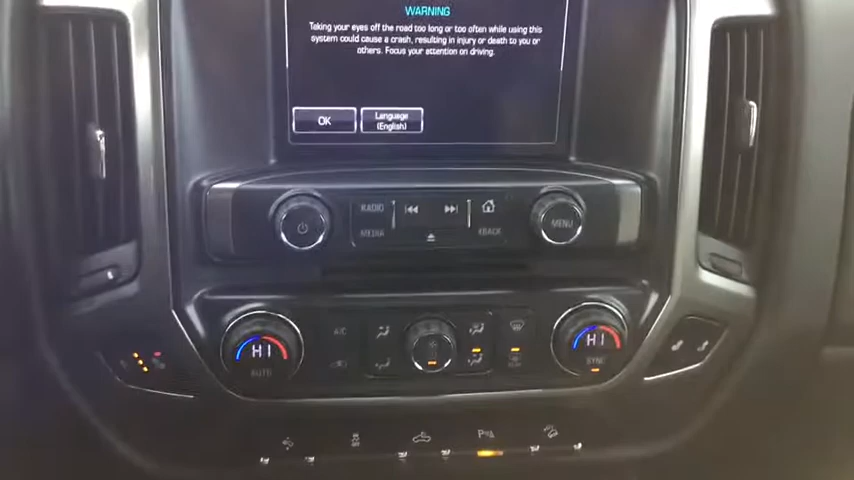 WARNING
Taking your eyes off the road too long or too often while using this
system could cause a crash, resulting in injury or death to you or
others. Focus your attention on driving.
OK
Language
(English)
RADIO
MEDIA
BACK
MENU
HI
AUTO
A/C
HI
SYNC